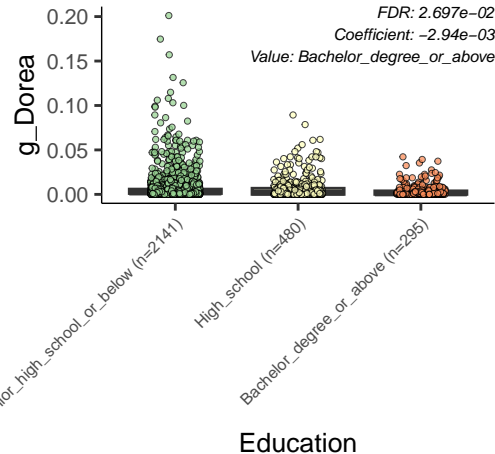 FDR: 2.697e−02
Coefficient: −2.94e−03
Value: Bachelor_degree_or_above
g_Dorea
0.20
0.15
0.10
0.05
0.00
ior_high_school_or_below (n=2141)
High_school (n=480)
Bachelor_degree_or_above (n=295)
Education